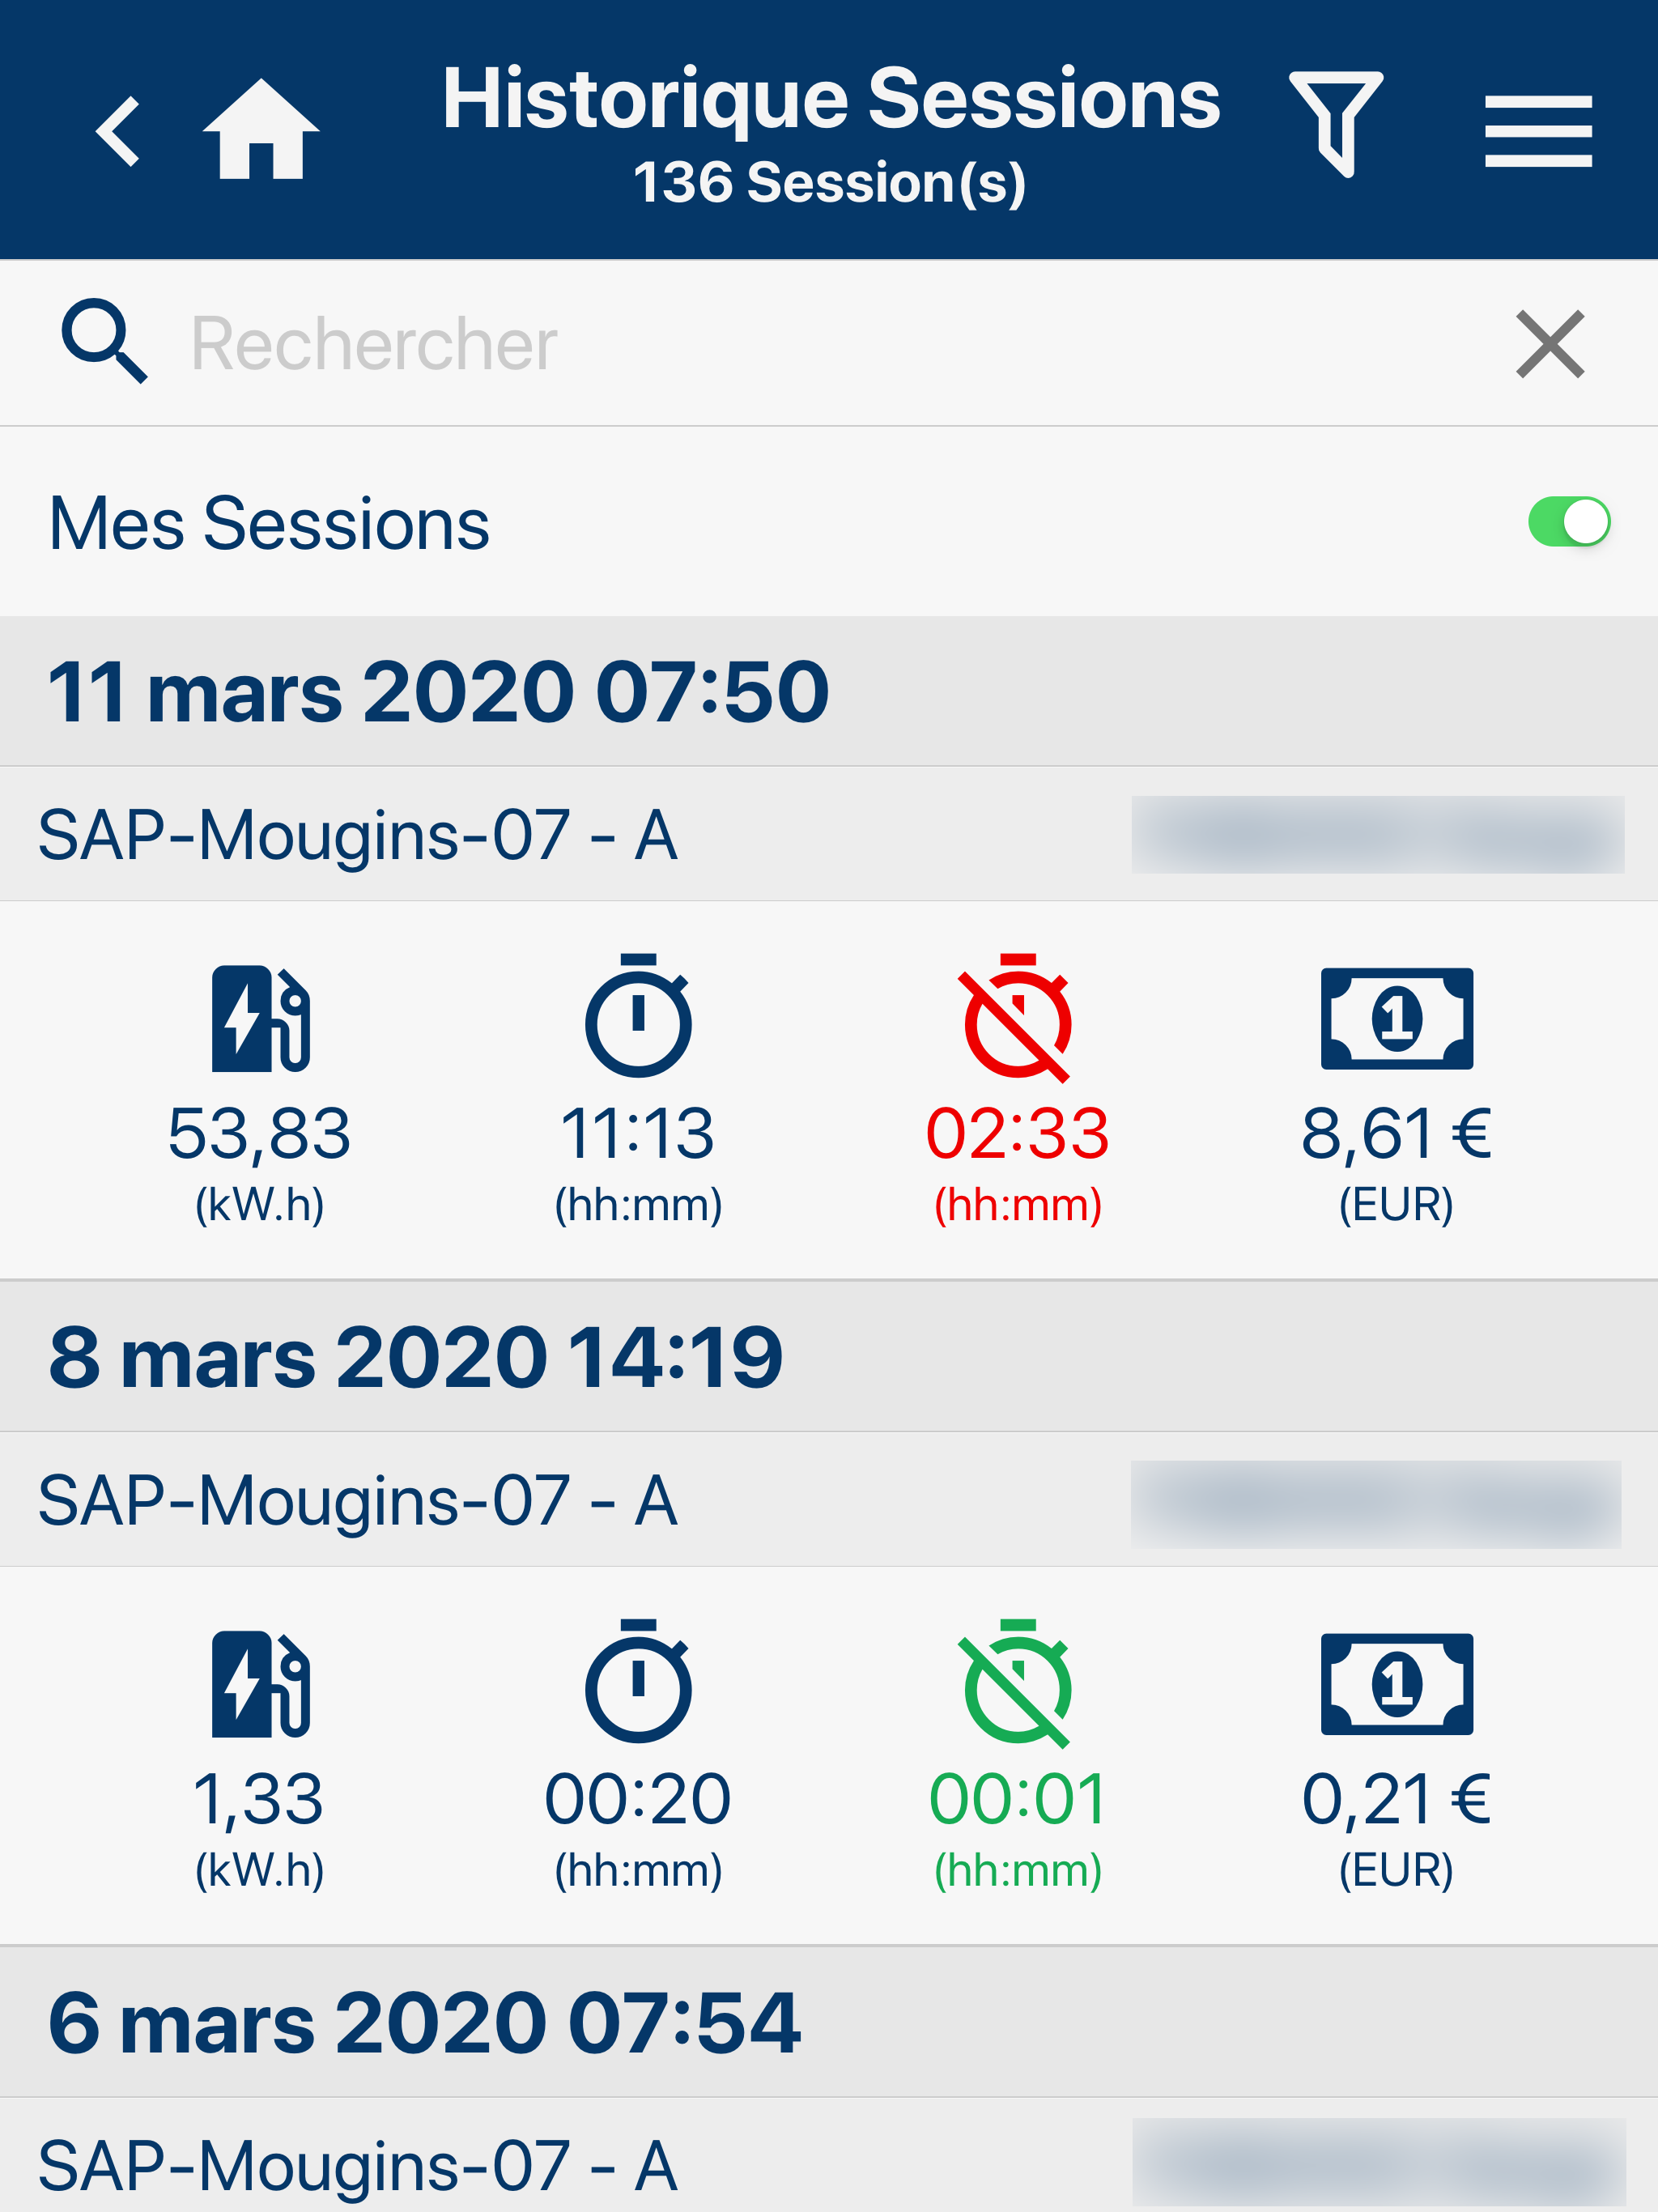 Historique Sessions
136 Session(s)
Rechercher
Mes Sessions
11 mars 2020 07:50
SAP-Mougins-07 - A
1
53,83 11:13 02:33 8,61 €
(kW.h) (hh:mm) (hh:mm) (EUR)
8 mars 2020 14:19
SAP-Mougins-07 - A
1
1,33 00:20 00:01 0,21 €
(kW.h) (hh:mm) (hh:mm) (EUR)
6 mars 2020 07:54
SAP-Mougins-07 - A